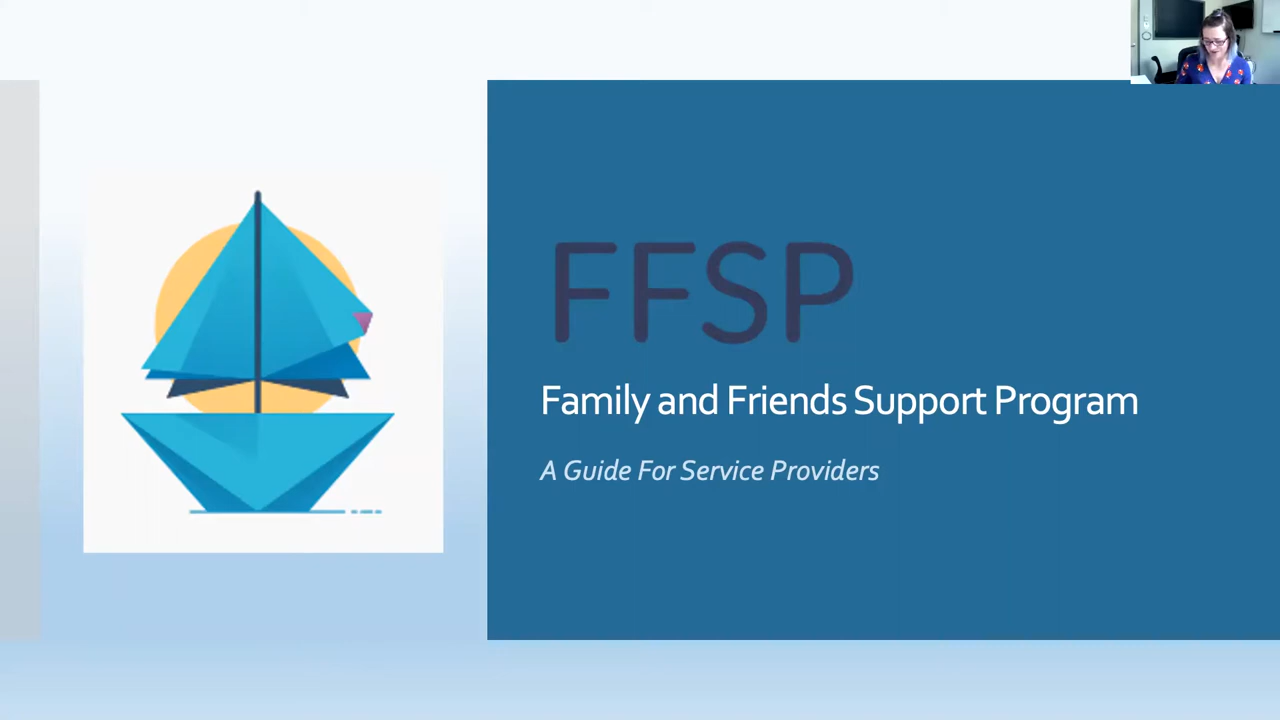 FFSP
Family and Friends Support Program
A Guide For Service Providers